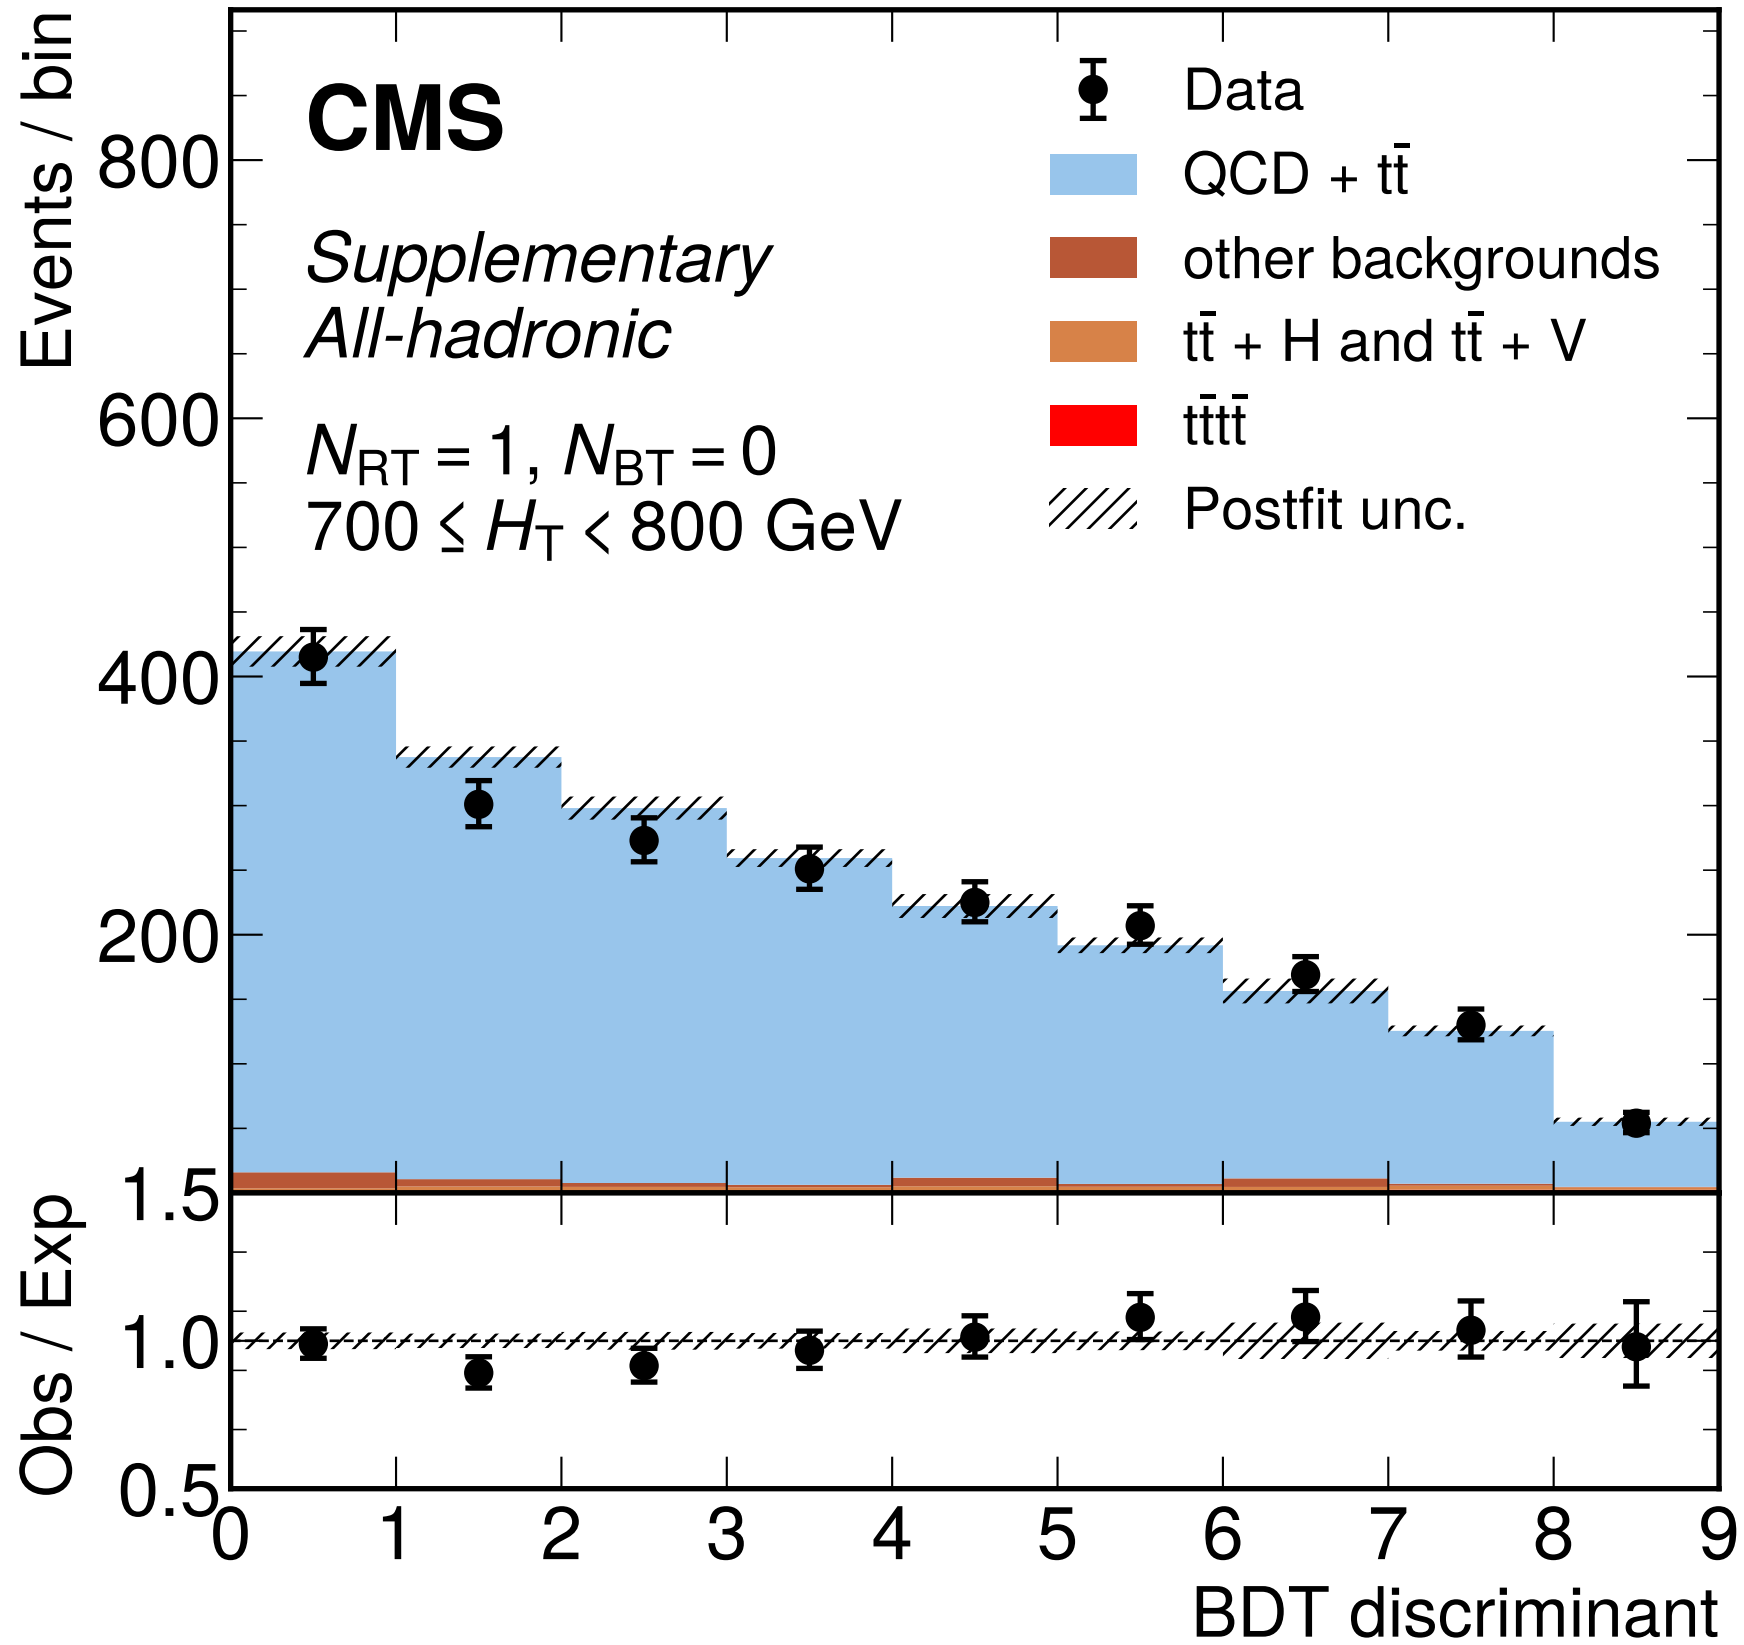 Events / bin
800
600
400
200
CMS
Supplementary
All-hadronic
N_RT = 1, N_BT = 0
700 ≤ H_T < 800 GeV
Data
QCD + tt̄
other backgrounds
tt̄ + H and tt̄ + V
tt̄tt̄
Postfit unc.
Obs / Exp
1.5
1.0
0.5
0 1 2 3 4 5 6 7 8 9
BDT discriminant